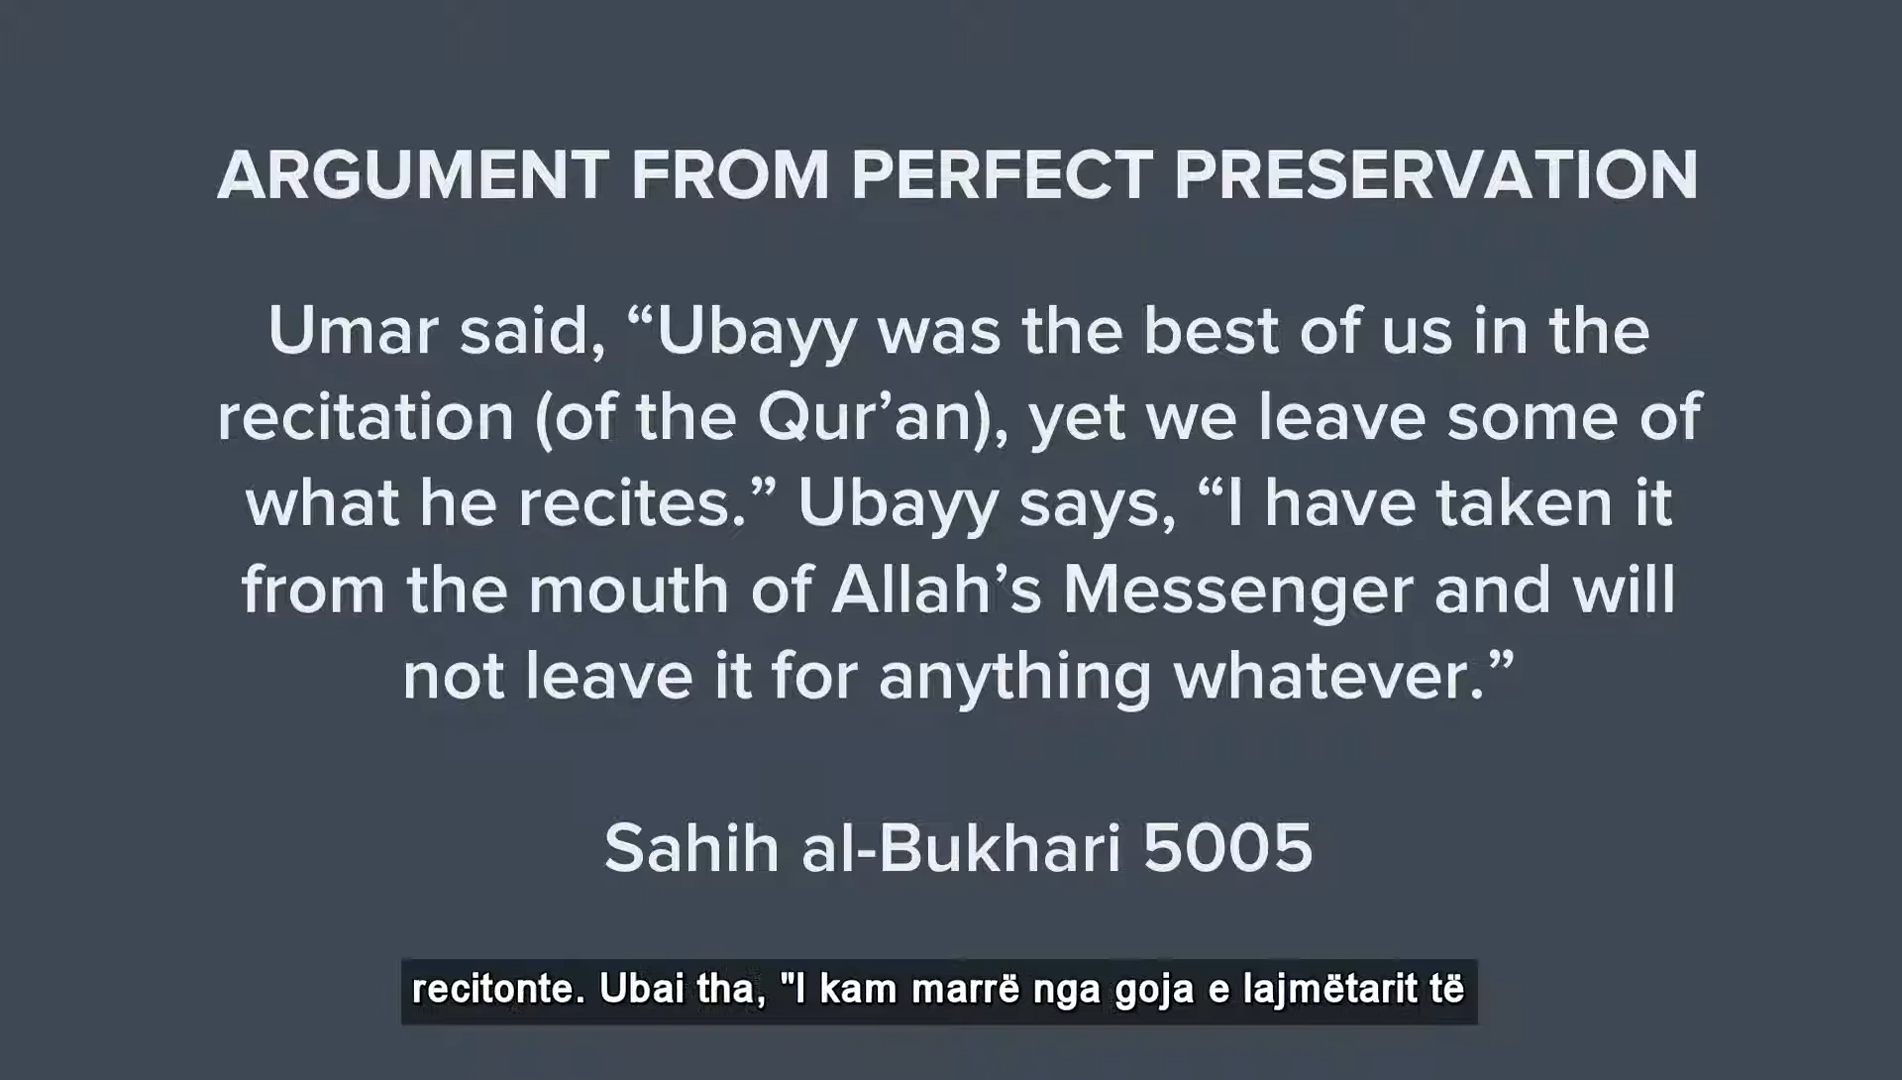 ARGUMENT FROM PERFECT PRESERVATION
Umar said, “Ubayy was the best of us in the
recitation (of the Qur’an), yet we leave some of
what he recites.” Ubayy says, “I have taken it
from the mouth of Allah’s Messenger and will
not leave it for anything whatever.”
Sahih al-Bukhari 5005
recitonte. Ubai tha, "I kam marrë nga goja e lajmëtarit të